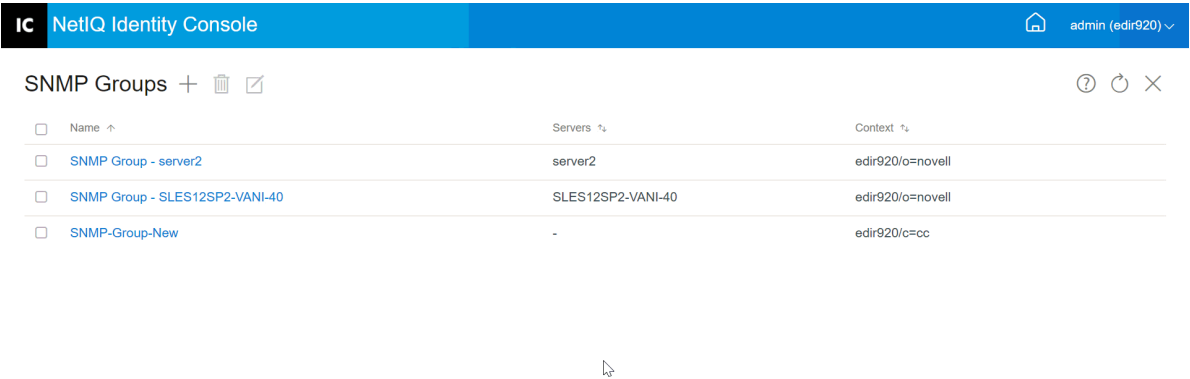 IC NetIQ Identity Console admin (edir920)
SNMP Groups
Name Servers Context
SNMP Group - server2 server2 edir920/o=novell
SNMP Group - SLES12SP2-VANI-40 SLES12SP2-VANI-40 edir920/o=novell
SNMP-Group-New - edir920/c=cc